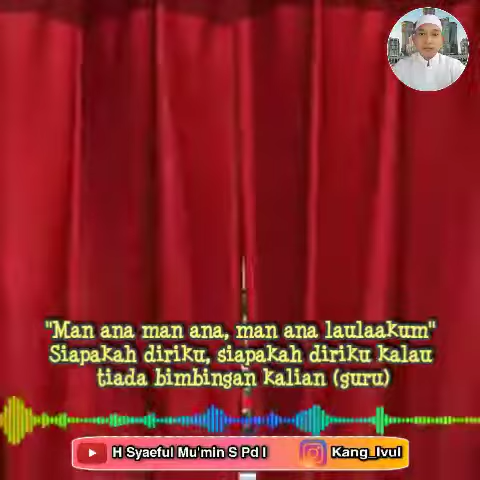 "Man ana man ana, man ana laulaakum"
Siapakah diriku, siapakah diriku kalau
tiada bimbingan kalian (guru)
H Syaeful Mu'min S Pd I
Kang_Ivul